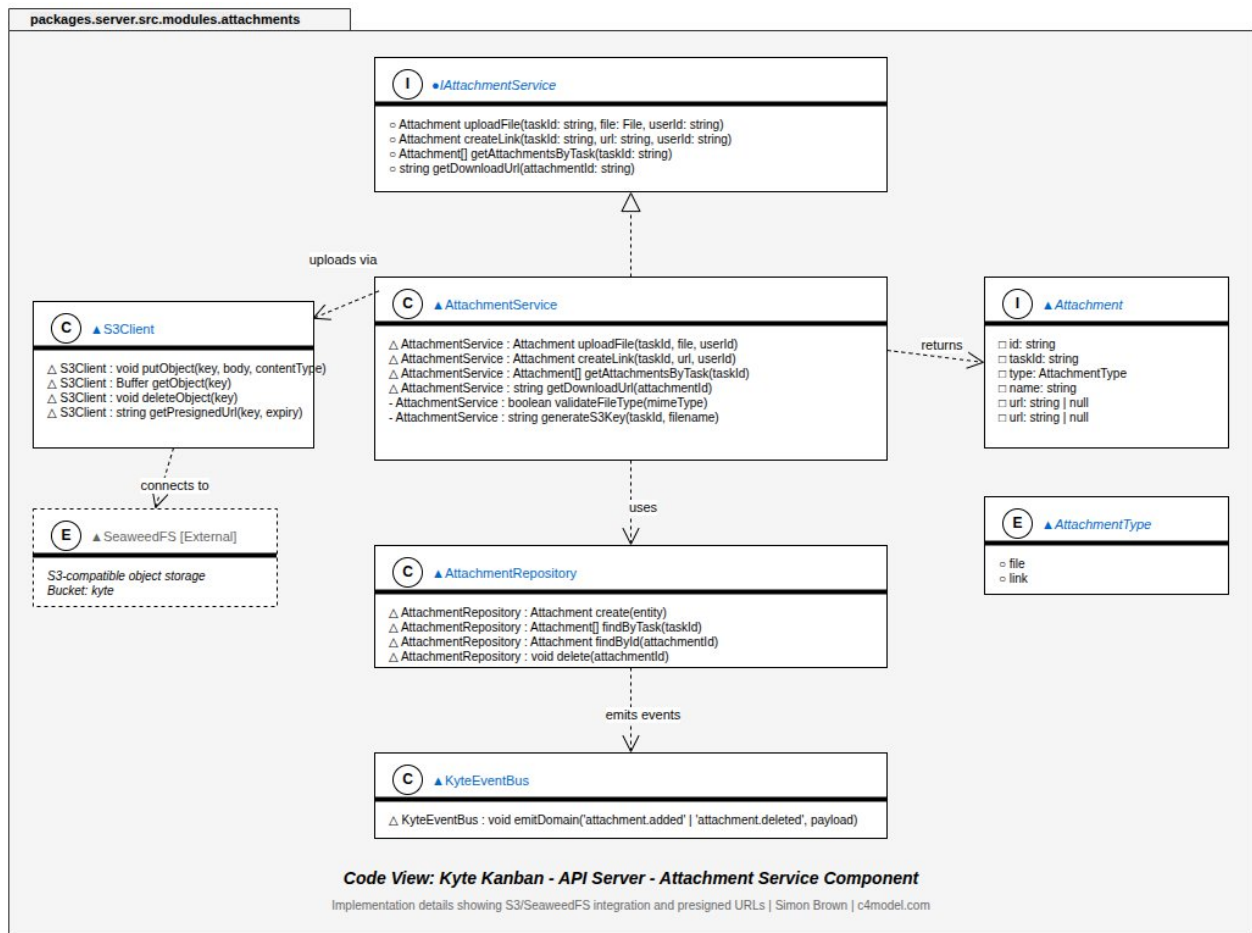 packages.server.src.modules.attachments
I ●IAttachmentService
○ Attachment uploadFile(taskId: string, file: File, userId: string)
○ Attachment createLink(taskId: string, url: string, userId: string)
○ Attachment[] getAttachmentsByTask(taskId: string)
○ string getDownloadUrl(attachmentId: string)
uploads via
C ▲S3Client
△ S3Client : void putObject(key, body, contentType)
△ S3Client : Buffer getObject(key)
△ S3Client : void deleteObject(key)
△ S3Client : string getPresignedUrl(key, expiry)
C ▲AttachmentService
△ AttachmentService : Attachment uploadFile(taskId, file, userId)
△ AttachmentService : Attachment createLink(taskId, url, userId)
△ AttachmentService : Attachment[] getAttachmentsByTask(taskId)
△ AttachmentService : string getDownloadUrl(attachmentId)
- AttachmentService : boolean validateFileType(mimeType)
- AttachmentService : string generateS3Key(taskId, filename)
returns
I ▲Attachment
□ id: string
□ taskId: string
□ type: AttachmentType
□ name: string
□ url: string | null
□ url: string | null
connects to
E ▲SeaweedFS [External]
S3-compatible object storage
Bucket: kyte
uses
E ▲AttachmentType
○ file
○ link
C ▲AttachmentRepository
△ AttachmentRepository : Attachment create(entity)
△ AttachmentRepository : Attachment[] findByTask(taskId)
△ AttachmentRepository : Attachment findById(attachmentId)
△ AttachmentRepository : void delete(attachmentId)
emits events
C ▲KyteEventBus
△ KyteEventBus : void emitDomain('attachment.added' | 'attachment.deleted', payload)
Code View: Kyte Kanban - API Server - Attachment Service Component
Implementation details showing S3/SeaweedFS integration and presigned URLs | Simon Brown | c4model.com